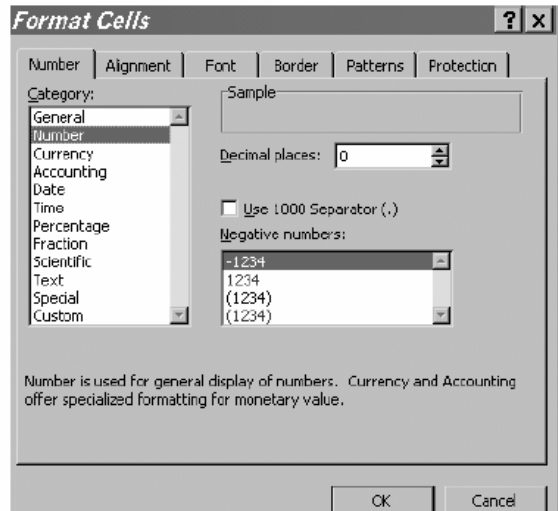 Format Cells
? x
Number Alignment Font Border Patterns Protection
Category:
General
Number
Currency
Accounting
Date
Time
Percentage
Fraction
Scientific
Text
Special
Custom
Sample
Decimal places: 0
Use 1000 Separator (.)
Negative numbers:
-1234
1234
(1234)
(1234)
Number is used for general display of numbers. Currency and Accounting
offer specialized formatting for monetary value.
OK Cancel